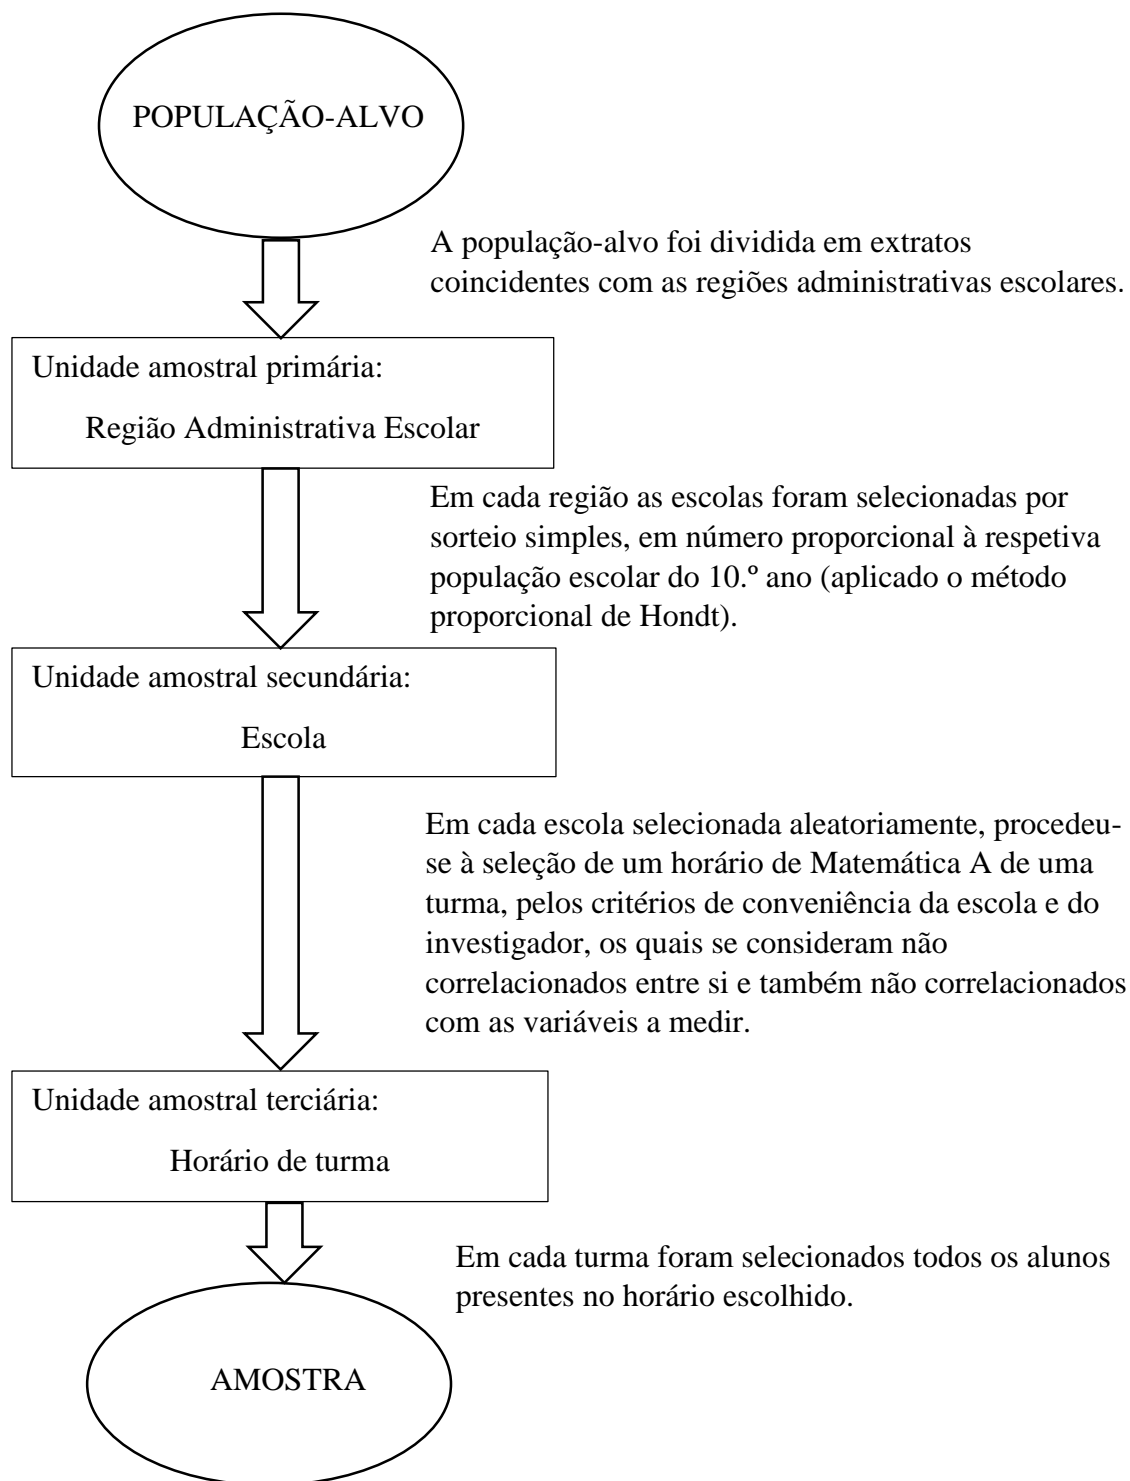 POPULAÇÃO-ALVO
A população-alvo foi dividida em extratos
coincidentes com as regiões administrativas escolares.
Unidade amostral primária:
Região Administrativa Escolar
Em cada região as escolas foram selecionadas por
sorteio simples, em número proporcional à respetiva
população escolar do 10.º ano (aplicado o método
proporcional de Hondt).
Unidade amostral secundária:
Escola
Em cada escola selecionada aleatoriamente, procedeu-
se à seleção de um horário de Matemática A de uma
turma, pelos critérios de conveniência da escola e do
investigador, os quais se consideram não
correlacionados entre si e também não correlacionados
com as variáveis a medir.
Unidade amostral terciária:
Horário de turma
Em cada turma foram selecionados todos os alunos
presentes no horário escolhido.
AMOSTRA